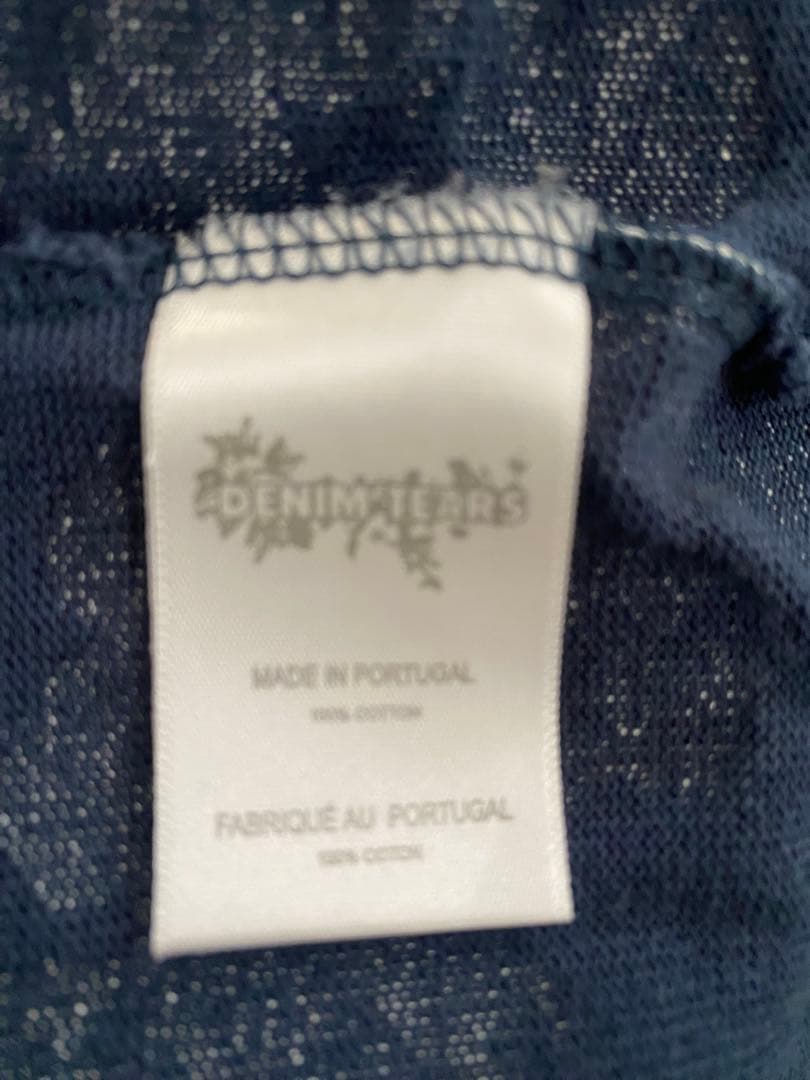 DENIM TEARS
MADE IN PORTUGAL
100% COTTON
FABRIQUÉ AU PORTUGAL
100% COTON